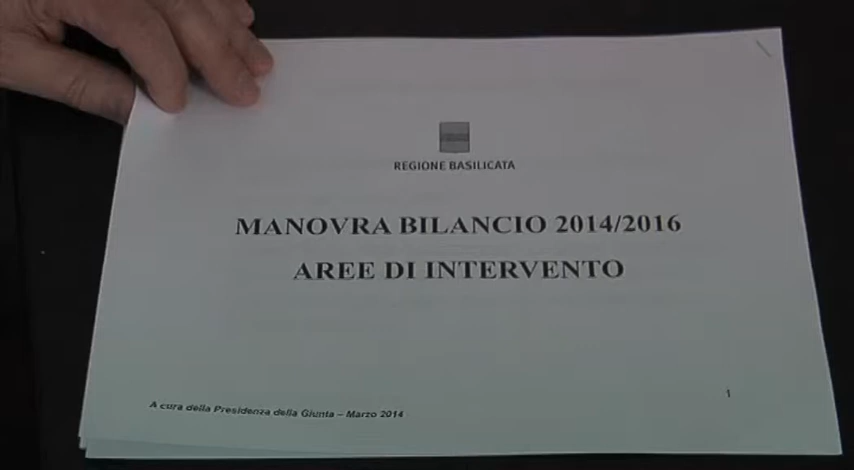 REGIONE BASILICATA
MANOVRA BILANCIO 2014/2016
AREE DI INTERVENTO
A cura della Presidenza della Giunta – Marzo 2014
1